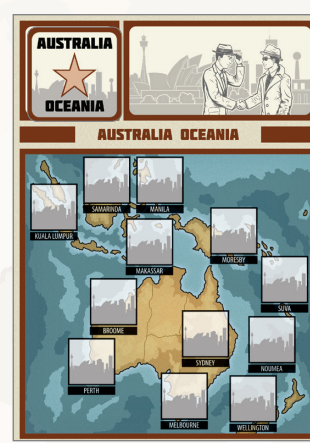 AUSTRALIA
OCEANIA
AUSTRALIA OCEANIA
SAMARINDA
MANILA
KUALA LUMPUR
MORESBY
MAKASSAR
SUVA
BROOME
SYDNEY
NOUMEA
PERTH
MELBOURNE
WELLINGTON